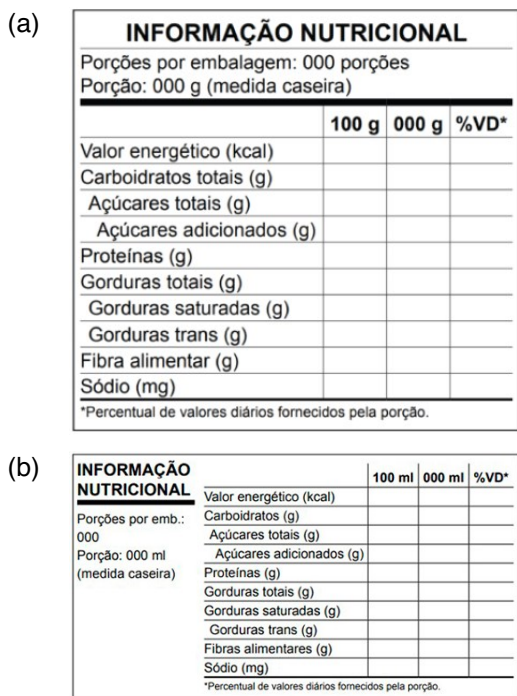 (a)
INFORMAÇÃO NUTRICIONAL
Porções por embalagem: 000 porções
Porção: 000 g (medida caseira)
100 g 000 g %VD*
Valor energético (kcal)
Carboidratos totais (g)
Açúcares totais (g)
Açúcares adicionados (g)
Proteínas (g)
Gorduras totais (g)
Gorduras saturadas (g)
Gorduras trans (g)
Fibra alimentar (g)
Sódio (mg)
*Percentual de valores diários fornecidos pela porção.
(b)
INFORMAÇÃO
NUTRICIONAL
Porções por emb.:
000
Porção: 000 ml
(medida caseira)
100 ml 000 ml %VD*
Valor energético (kcal)
Carboidratos (g)
Açúcares totais (g)
Açúcares adicionados (g)
Proteínas (g)
Gorduras totais (g)
Gorduras saturadas (g)
Gorduras trans (g)
Fibras alimentares (g)
Sódio (mg)
*Percentual de valores diários fornecidos pela porção.